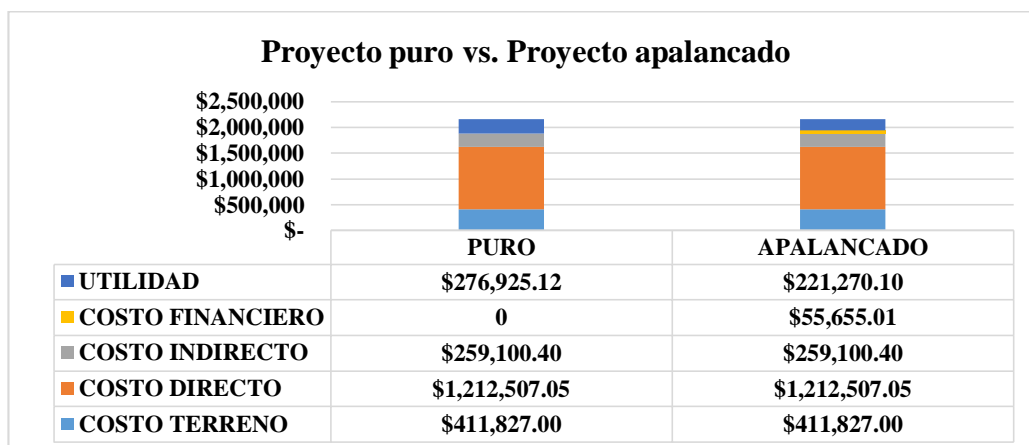 Proyecto puro vs. Proyecto apalancado
$2,500,000
$2,000,000
$1,500,000
$1,000,000
$500,000
$-
PURO APALANCADO
UTILIDAD $276,925.12 $221,270.10
COSTO FINANCIERO 0 $55,655.01
COSTO INDIRECTO $259,100.40 $259,100.40
COSTO DIRECTO $1,212,507.05 $1,212,507.05
COSTO TERRENO $411,827.00 $411,827.00